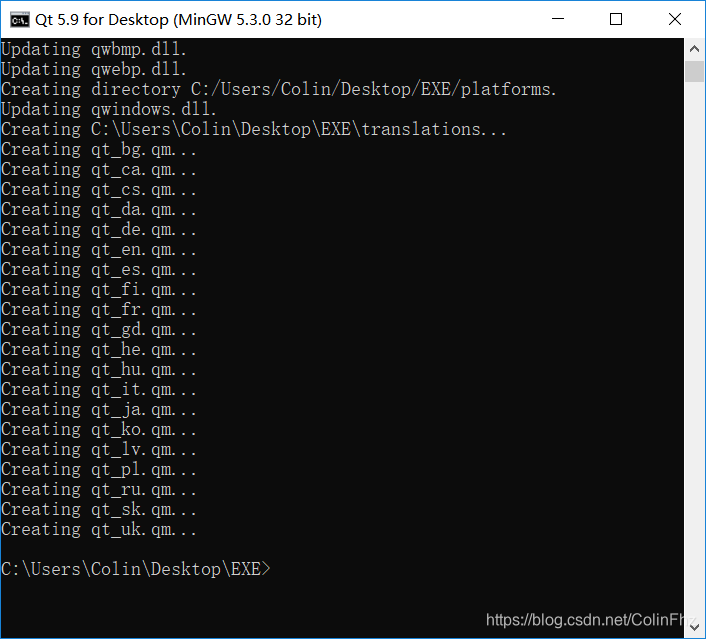 Qt 5.9 for Desktop (MinGW 5.3.0 32 bit)
Updating qwbmp.dll.
Updating qwebp.dll.
Creating directory C:/Users/Colin/Desktop/EXE/platforms.
Updating qwindows.dll.
Creating C:\Users\Colin\Desktop\EXE\translations...
Creating qt_bg.qm...
Creating qt_ca.qm...
Creating qt_cs.qm...
Creating qt_da.qm...
Creating qt_de.qm...
Creating qt_en.qm...
Creating qt_es.qm...
Creating qt_fi.qm...
Creating qt_fr.qm...
Creating qt_gd.qm...
Creating qt_he.qm...
Creating qt_hu.qm...
Creating qt_it.qm...
Creating qt_ja.qm...
Creating qt_ko.qm...
Creating qt_lv.qm...
Creating qt_pl.qm...
Creating qt_ru.qm...
Creating qt_sk.qm...
Creating qt_uk.qm...
C:\Users\Colin\Desktop\EXE>